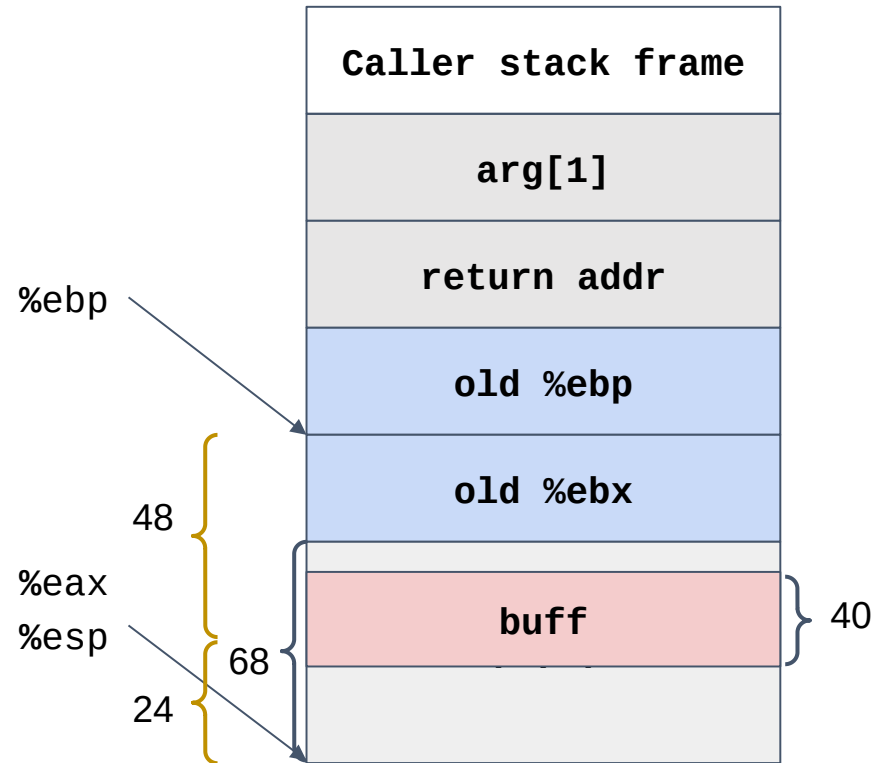 Caller stack frame
arg[1]
return addr
%ebp
old %ebp
old %ebx
48
%eax
buff
40
%esp
68
24